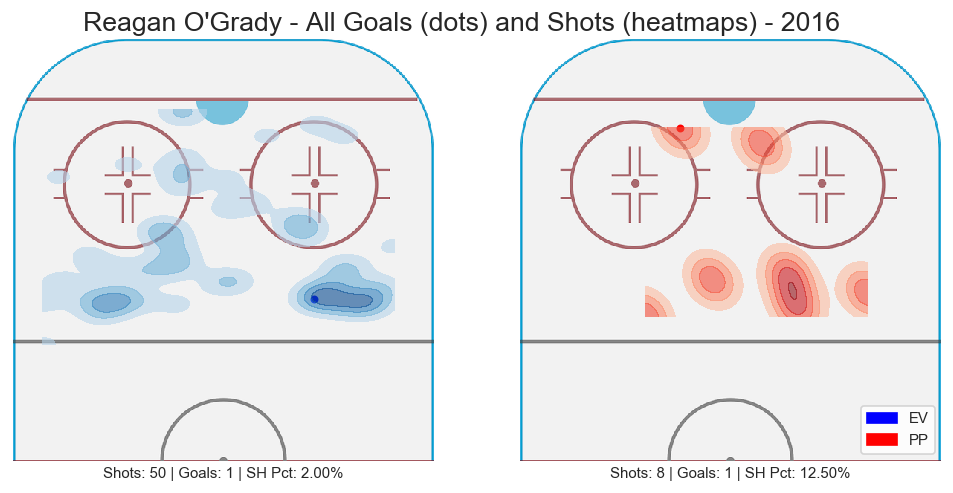 Reagan O'Grady - All Goals (dots) and Shots (heatmaps) - 2016
EV
PP
Shots: 50 | Goals: 1 | SH Pct: 2.00%
Shots: 8 | Goals: 1 | SH Pct: 12.50%